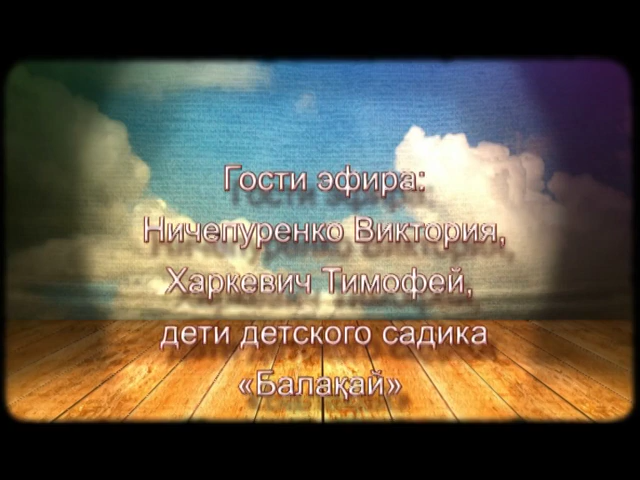 Гости эфира:
Ничепуренко Виктория,
Харкевич Тимофей,
дети детского садика
«Балақай»